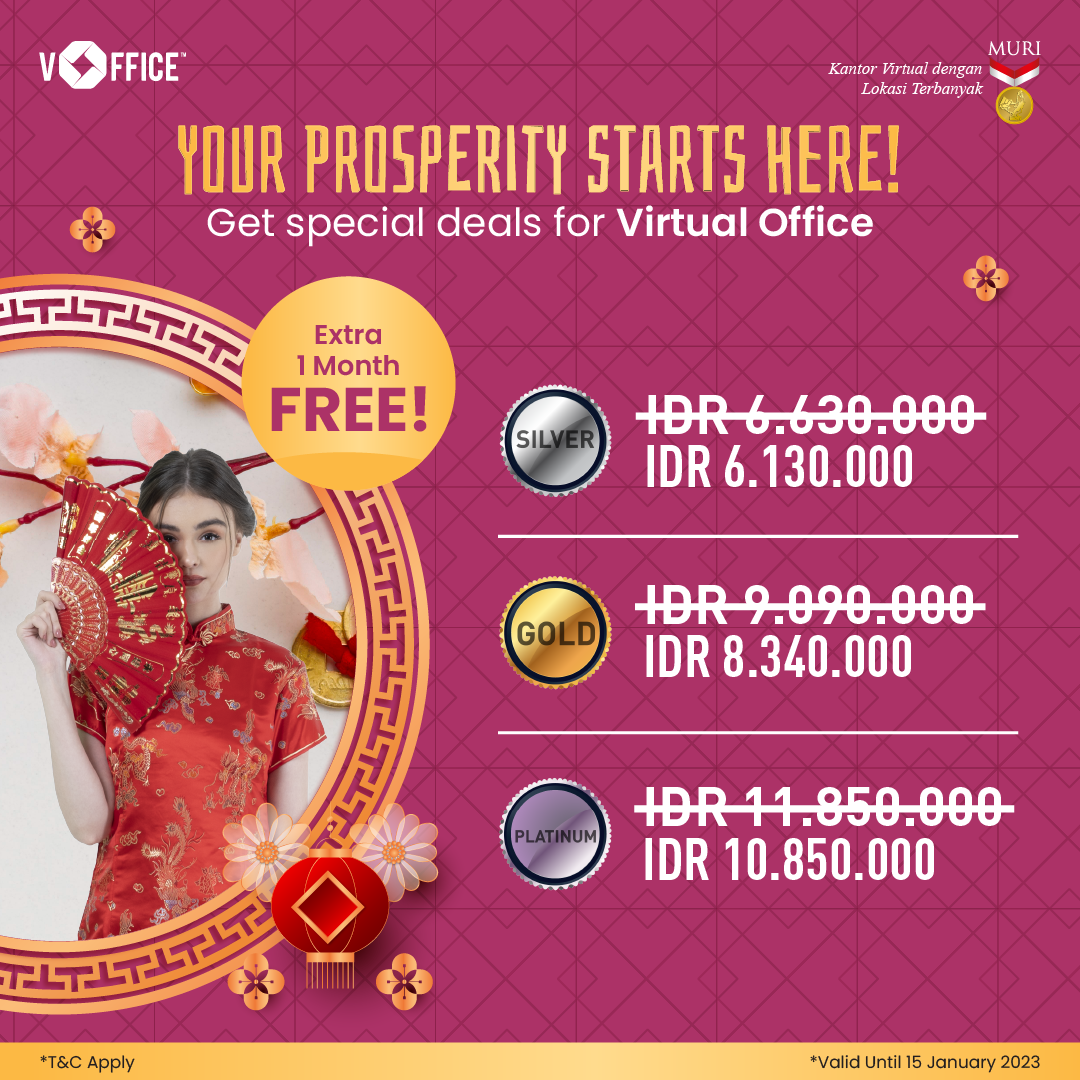 VOFFICE™
MURI
Kantor Virtual dengan
Lokasi Terbanyak
YOUR PROSPERITY STARTS HERE!
Get special deals for Virtual Office
Extra
1 Month
FREE!
SILVER
IDR 6.630.000
IDR 6.130.000
GOLD
IDR 9.090.000
IDR 8.340.000
PLATINUM
IDR 11.850.000
IDR 10.850.000
*T&C Apply
*Valid Until 15 January 2023